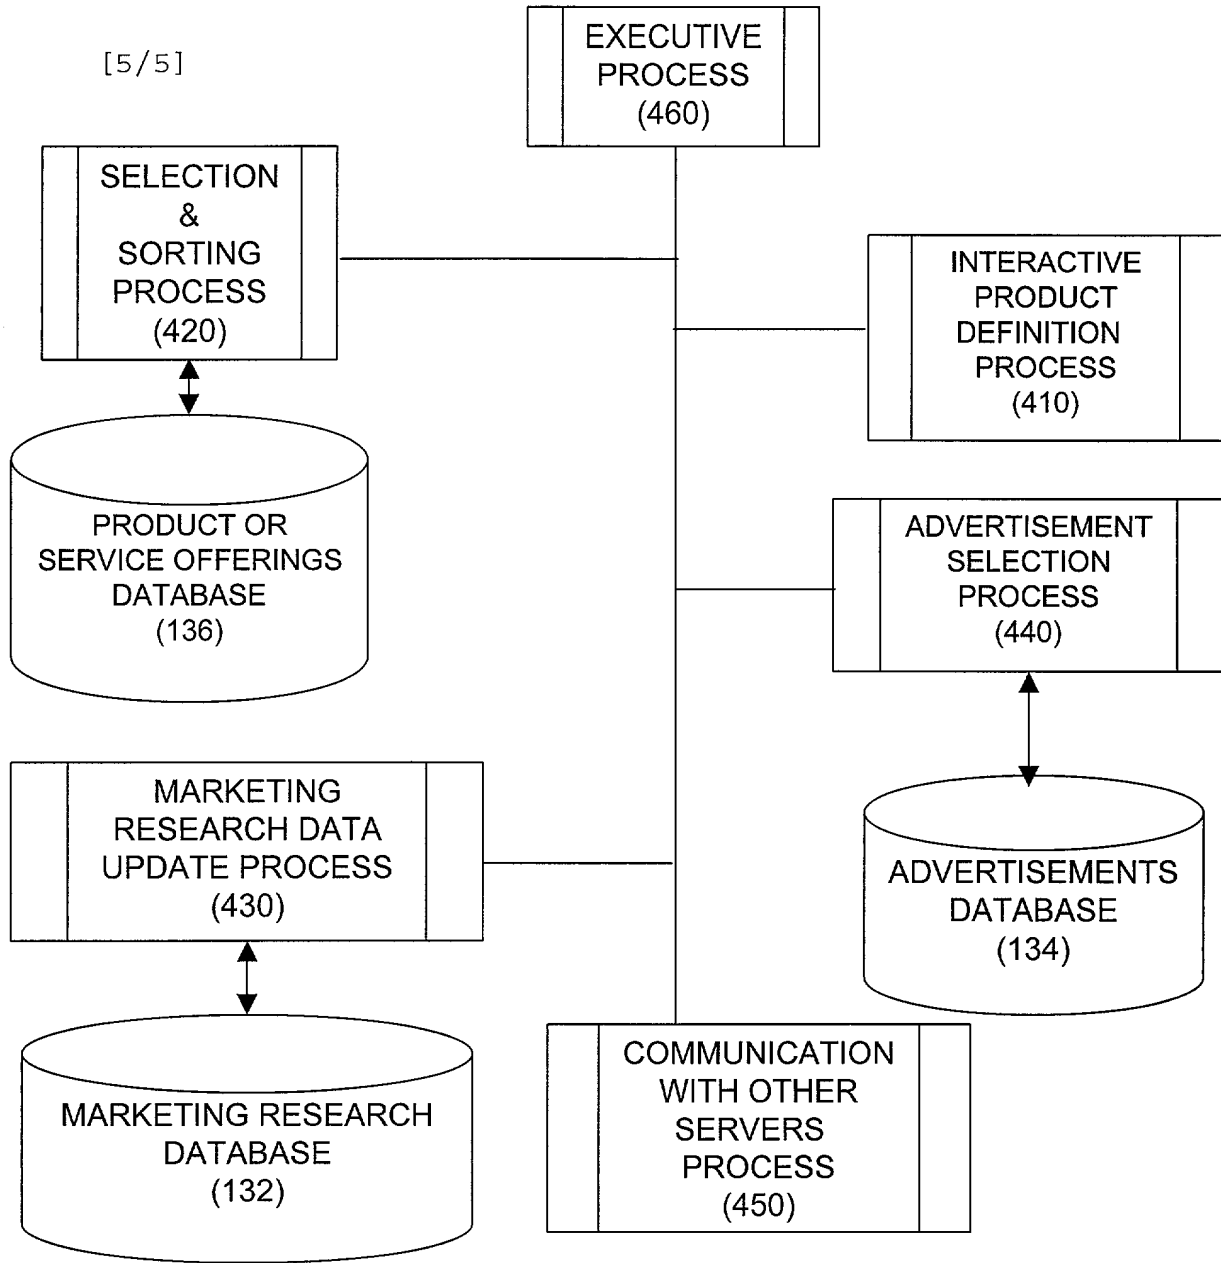 [5/5]
EXECUTIVE
PROCESS
(460)
SELECTION
&
SORTING
PROCESS
(420)
INTERACTIVE
PRODUCT
DEFINITION
PROCESS
(410)
PRODUCT OR
SERVICE OFFERINGS
DATABASE
(136)
ADVERTISEMENT
SELECTION
PROCESS
(440)
MARKETING
RESEARCH DATA
UPDATE PROCESS
(430)
ADVERTISEMENTS
DATABASE
(134)
MARKETING RESEARCH
DATABASE
(132)
COMMUNICATION
WITH OTHER
SERVERS
PROCESS
(450)